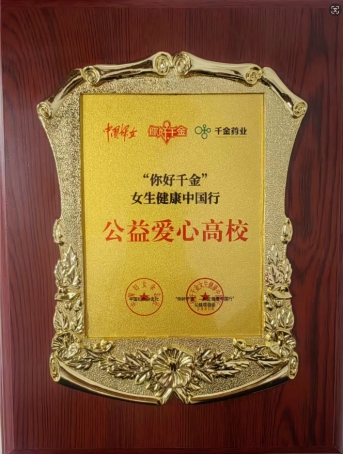 中国妇女 你好千金 千金药业
“你好千金”
女生健康中国行
公益爱心高校